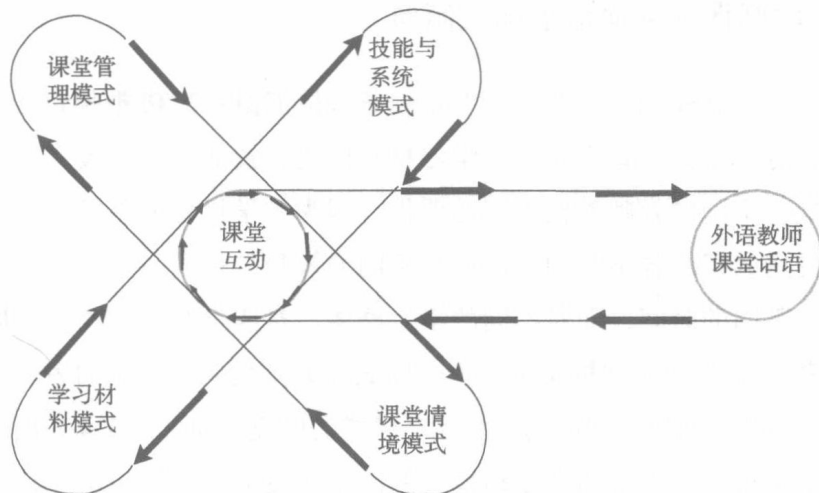 课堂管
理模式
技能与
系统
模式
课堂
互动
外语教师
课堂话语
学习材
料模式
课堂情
境模式